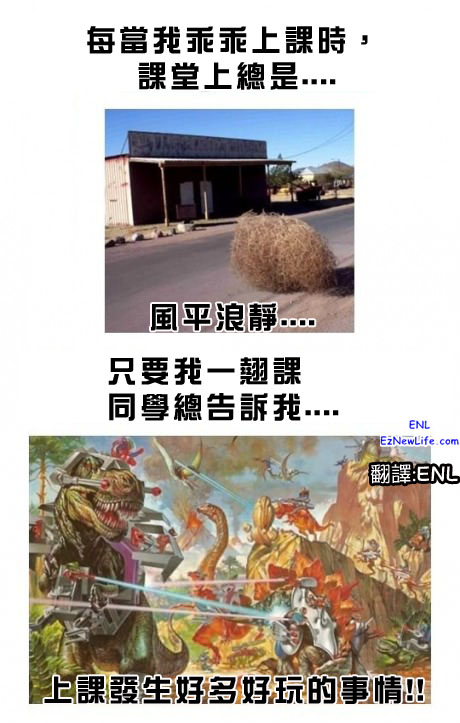 每當我乖乖上課時，
課堂上總是....
風平浪靜....
只要我一翹課
同學總告訴我....
ENL
EzNewLife.com
翻譯:ENL
上課發生好多好玩的事情!!